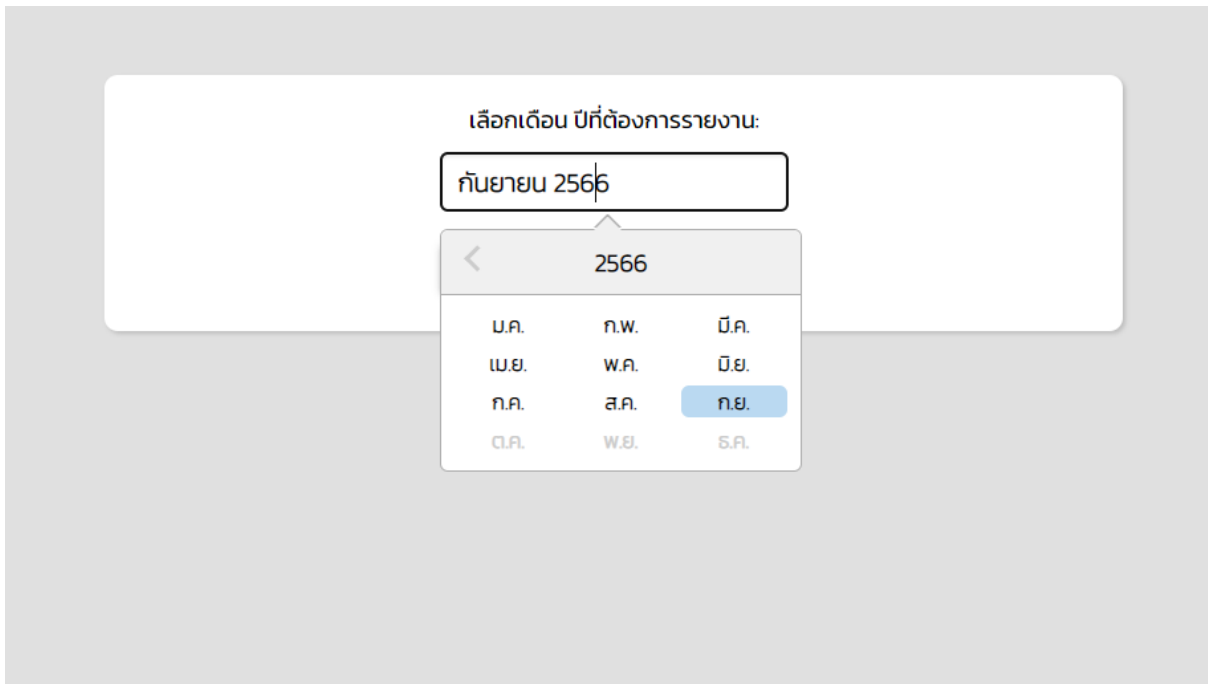 เลือกเดือน ปีที่ต้องการรายงาน:
กันยายน 2566
2566
ม.ค. ก.พ. มี.ค.
เม.ย. พ.ค. มิ.ย.
ก.ค. ส.ค. ก.ย.
ต.ค. พ.ย. ธ.ค.